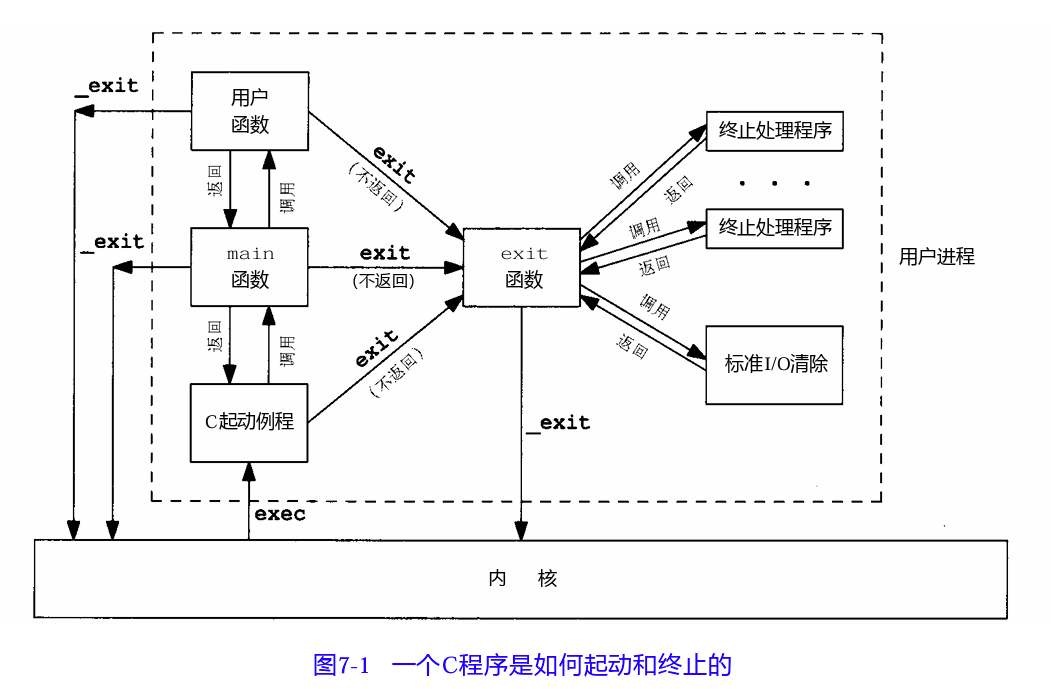 _exit
用户
函数
终止处理程序
exit
(不返回)
调用
返回
返回
调用
. . .
终止处理程序
_exit
main
函数
exit
(不返回)
exit
函数
调用
返回
用户进程
返回
调用
exit
(不返回)
调用
返回
标准I/O清除
C起动例程
_exit
exec
内 核
图7-1 一个C程序是如何起动和终止的